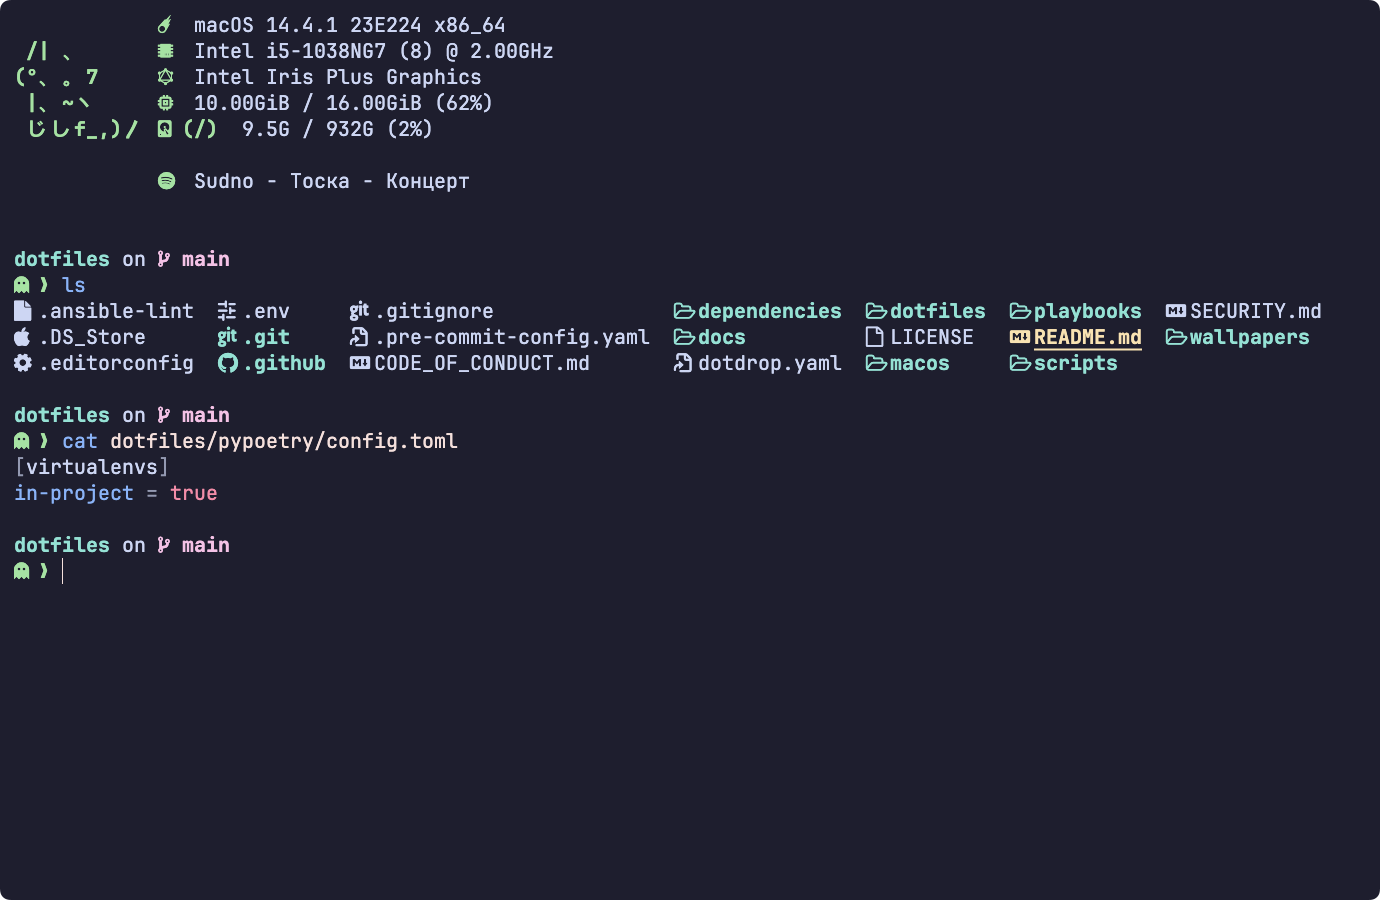 macOS 14.4.1 23E224 x86_64
/| 、 Intel i5-1038NG7 (8) @ 2.00GHz
(°、 。7 Intel Iris Plus Graphics
|、~ヽ 10.00GiB / 16.00GiB (62%)
じしf_,)ノ (/) 9.5G / 932G (2%)
Sudno - Тоска - Концерт
dotfiles on main
❫ ls
.ansible-lint .env git .gitignore dependencies dotfiles playbooks SECURITY.md
.DS_Store git .git .pre-commit-config.yaml docs LICENSE README.md wallpapers
.editorconfig .github CODE_OF_CONDUCT.md dotdrop.yaml macos scripts
dotfiles on main
❫ cat dotfiles/pypoetry/config.toml
[virtualenvs]
in-project = true
dotfiles on main
❫